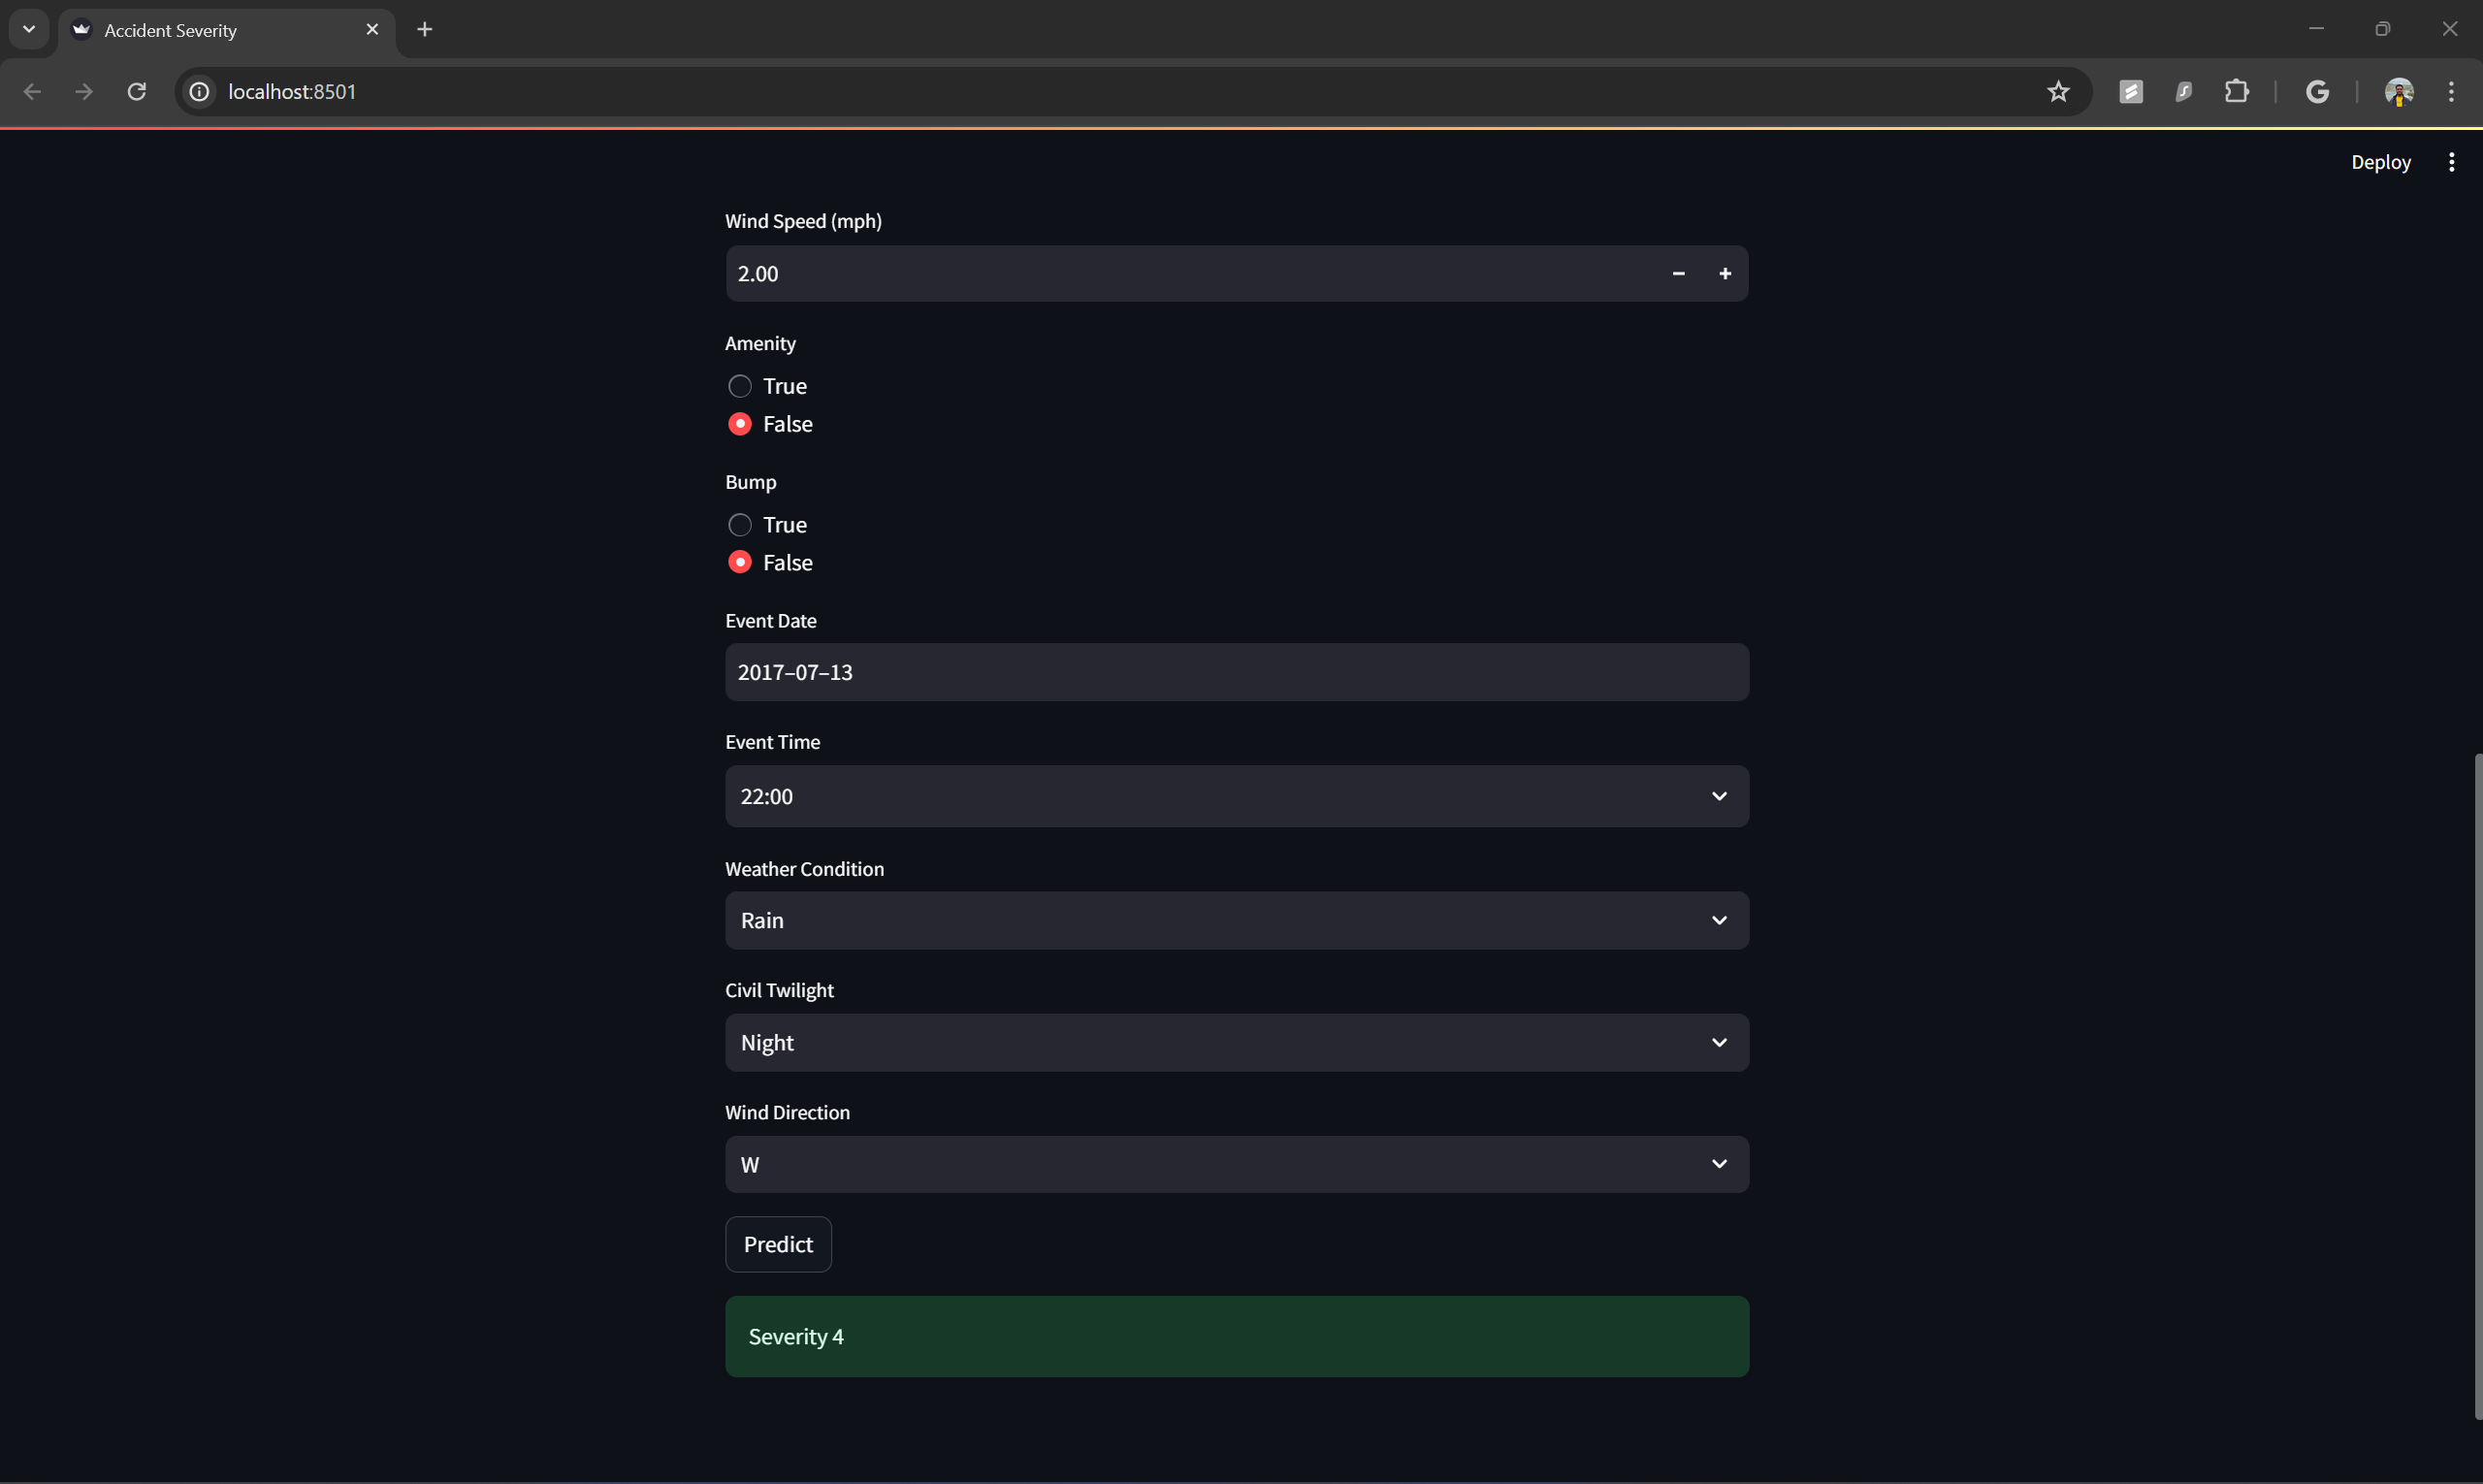 Accident Severity
localhost:8501
Deploy
Wind Speed (mph)
2.00
Amenity
True
False
Bump
True
False
Event Date
2017–07–13
Event Time
22:00
Weather Condition
Rain
Civil Twilight
Night
Wind Direction
W
Predict
Severity 4